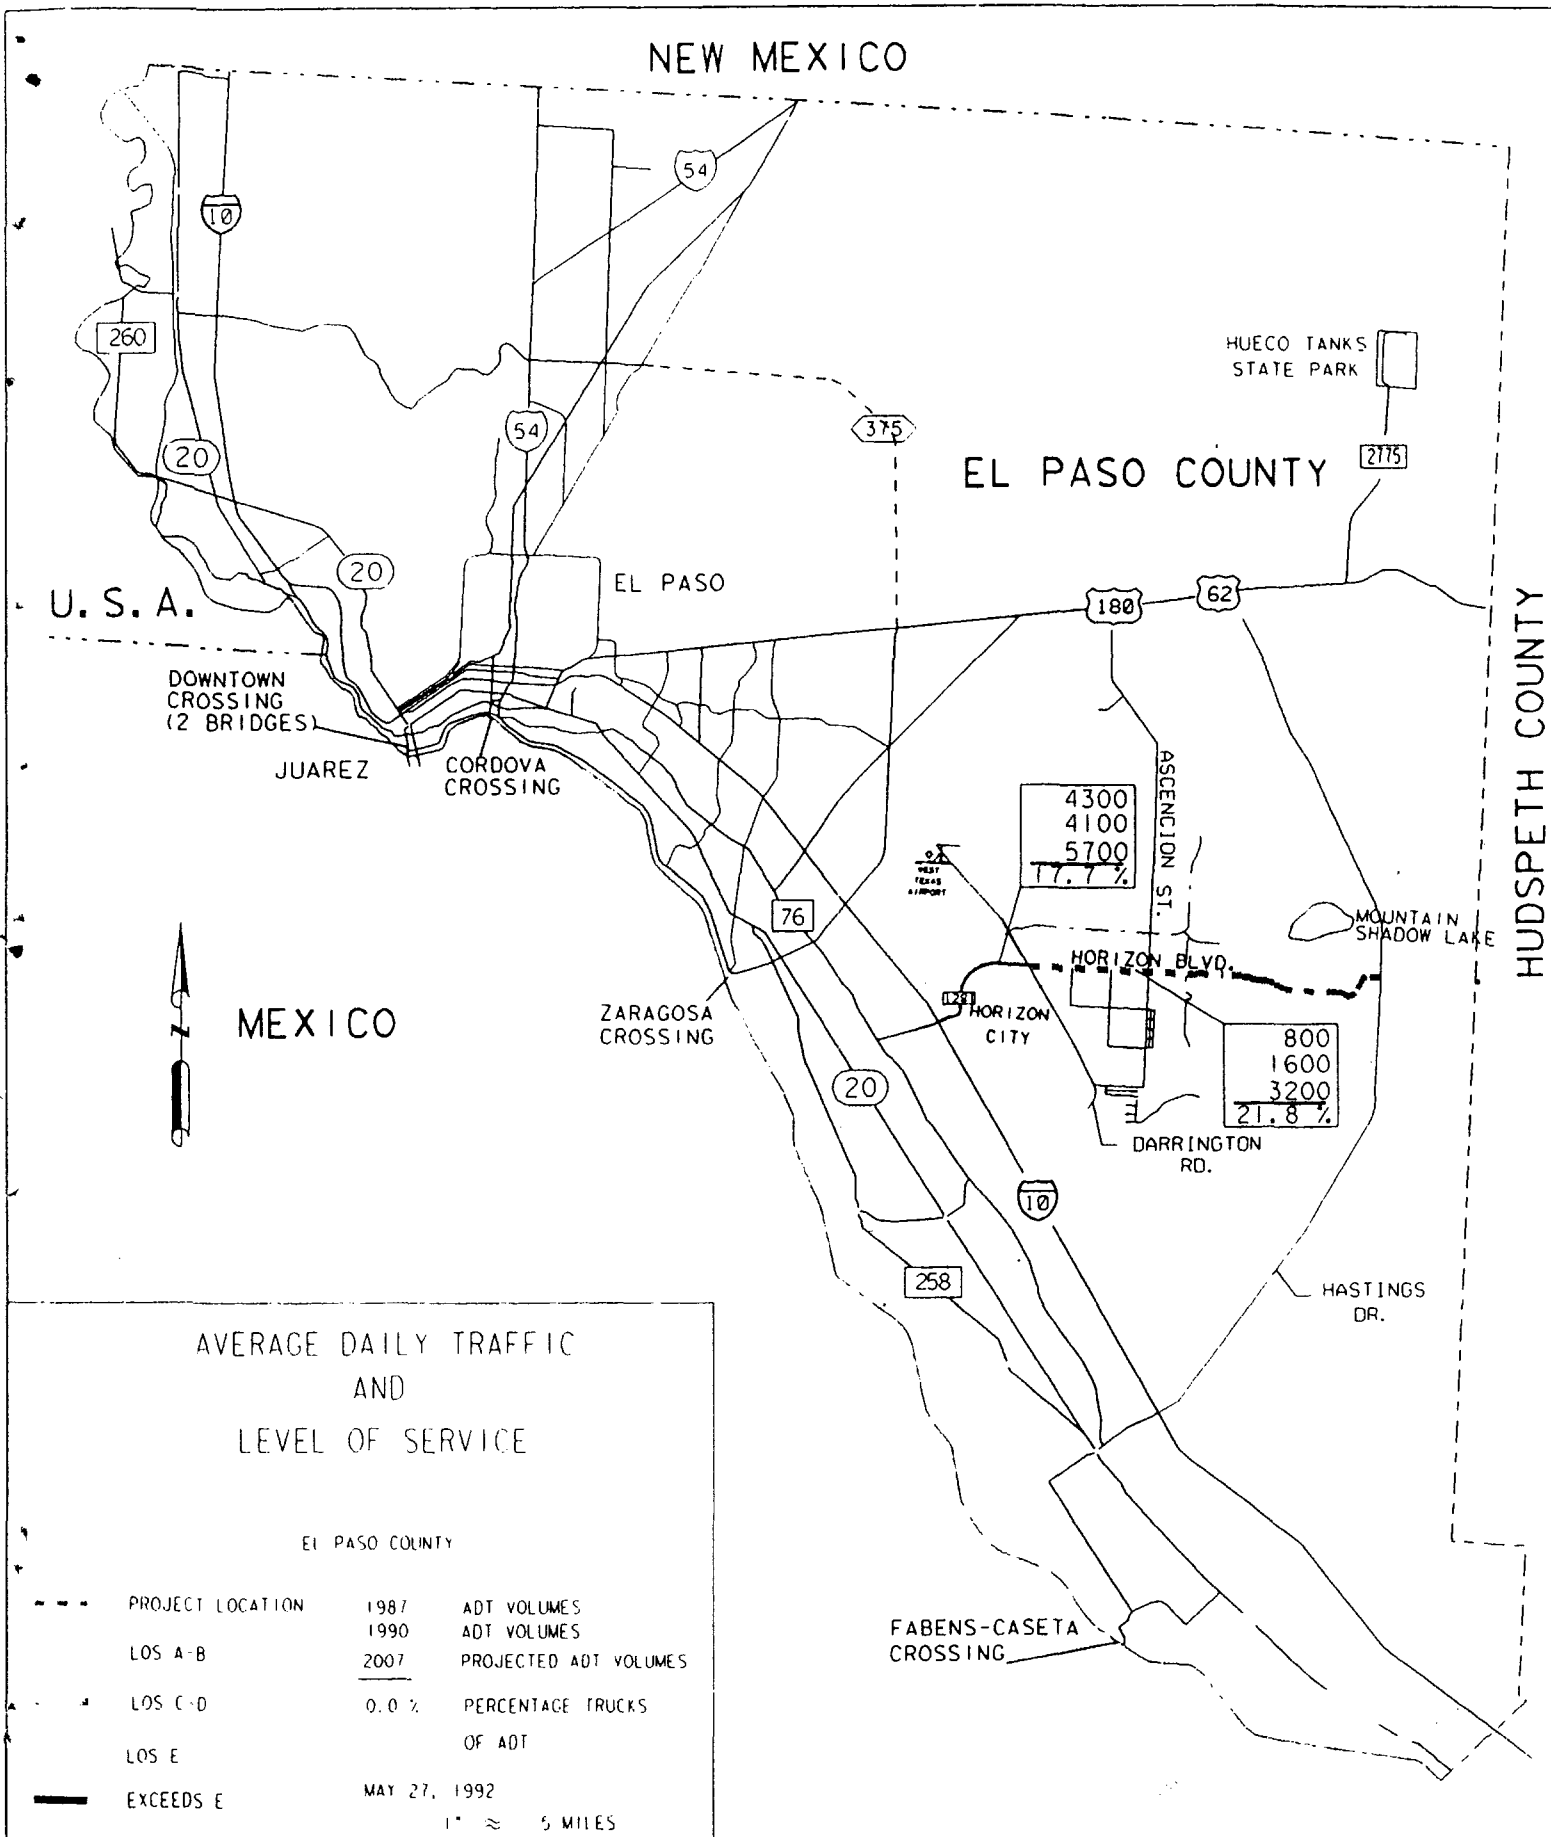 NEW MEXICO
54
10
260
HUECO TANKS
STATE PARK
54
375
20
EL PASO COUNTY
2775
20
EL PASO
U.S.A.
180
62
HUDSPETH COUNTY
DOWNTOWN
CROSSING
(2 BRIDGES)
JUAREZ
CORDOVA
CROSSING
ASCENCION ST.
4300
4100
5700
17.7 %
WEST
TEXAS
AIRPORT
76
MOUNTAIN
SHADOW LAKE
HORIZON BLVD.
MEXICO
N
ZARAGOSA
CROSSING
HORIZON
CITY
800
1600
3200
21.8 %
20
DARRINGTON
RD.
10
258
HASTINGS
DR.
AVERAGE DAILY TRAFFIC
AND
LEVEL OF SERVICE
EL PASO COUNTY
PROJECT LOCATION 1987 ADT VOLUMES
1990 ADT VOLUMES
LOS A-B 2007 PROJECTED ADT VOLUMES
LOS C-D 0.0 % PERCENTAGE TRUCKS
OF ADT
LOS E
EXCEEDS E MAY 27, 1992
1" ≈ 5 MILES
FABENS-CASETA
CROSSING